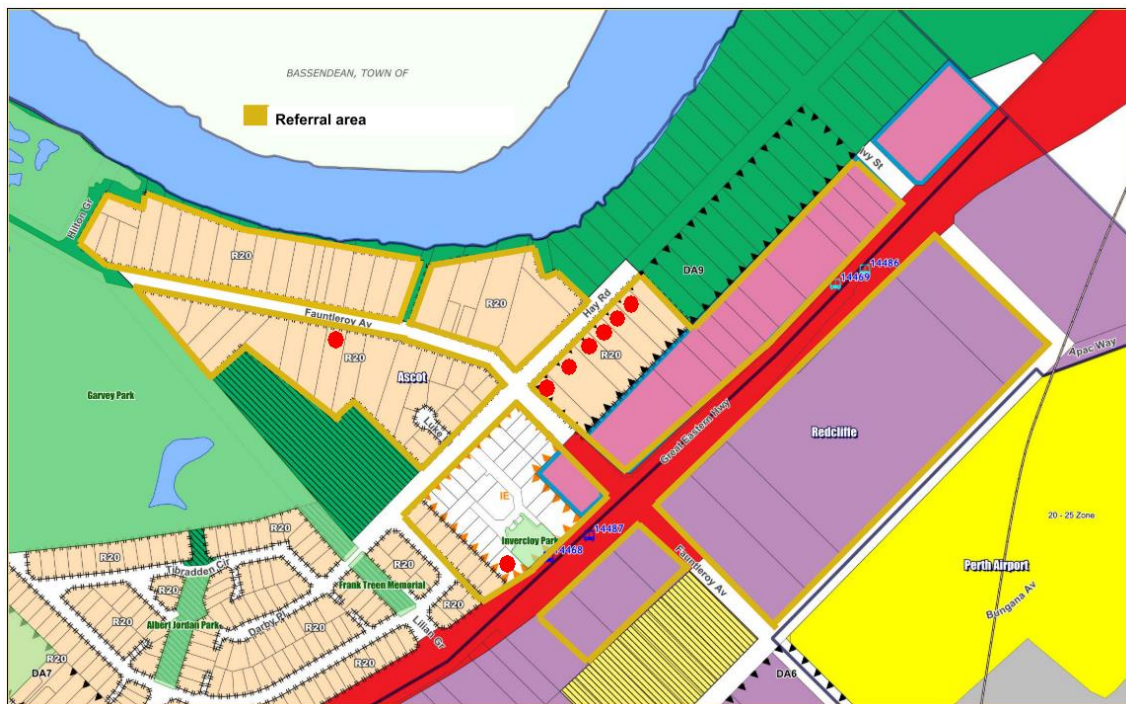 BASSENDEAN, TOWN OF
Referral area
Ivy St
Hilton Gr
R20
DA9
14486
14469
R20
Hay Rd
Fauntleroy Av
R20
R20
Apac Way
Ascot
Garvey Park
Luke
Great Eastern Hwy
Redcliffe
IE
20 - 25 Zone
R20
14487
Invercloy Park
14468
R20
R20
Fauntleroy Av
Perth Airport
Tibradden Cir
R20
Frank Treen Memorial
R20
Bungana Av
R20
Albert Jordan Park
Darby Pl
R20
R20
Lilian Gr
R20
DA7
DA6